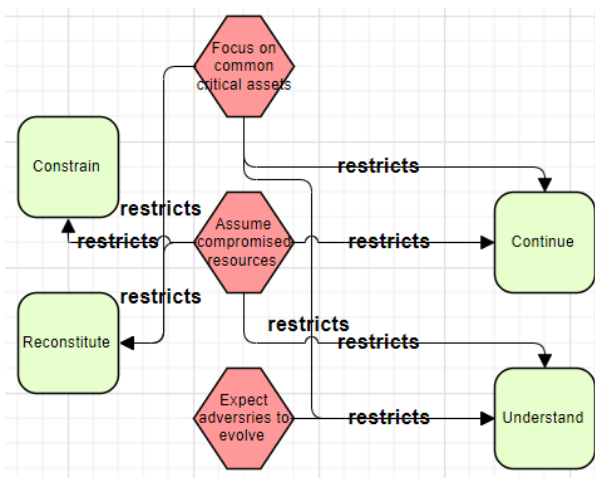 Focus on
common
critical assets
Constrain
restricts
restricts
restricts
Assume
compromised
resources
restricts
Continue
restricts
restricts
restricts
Reconstitute
Expect
adversries to
evolve
restricts
Understand